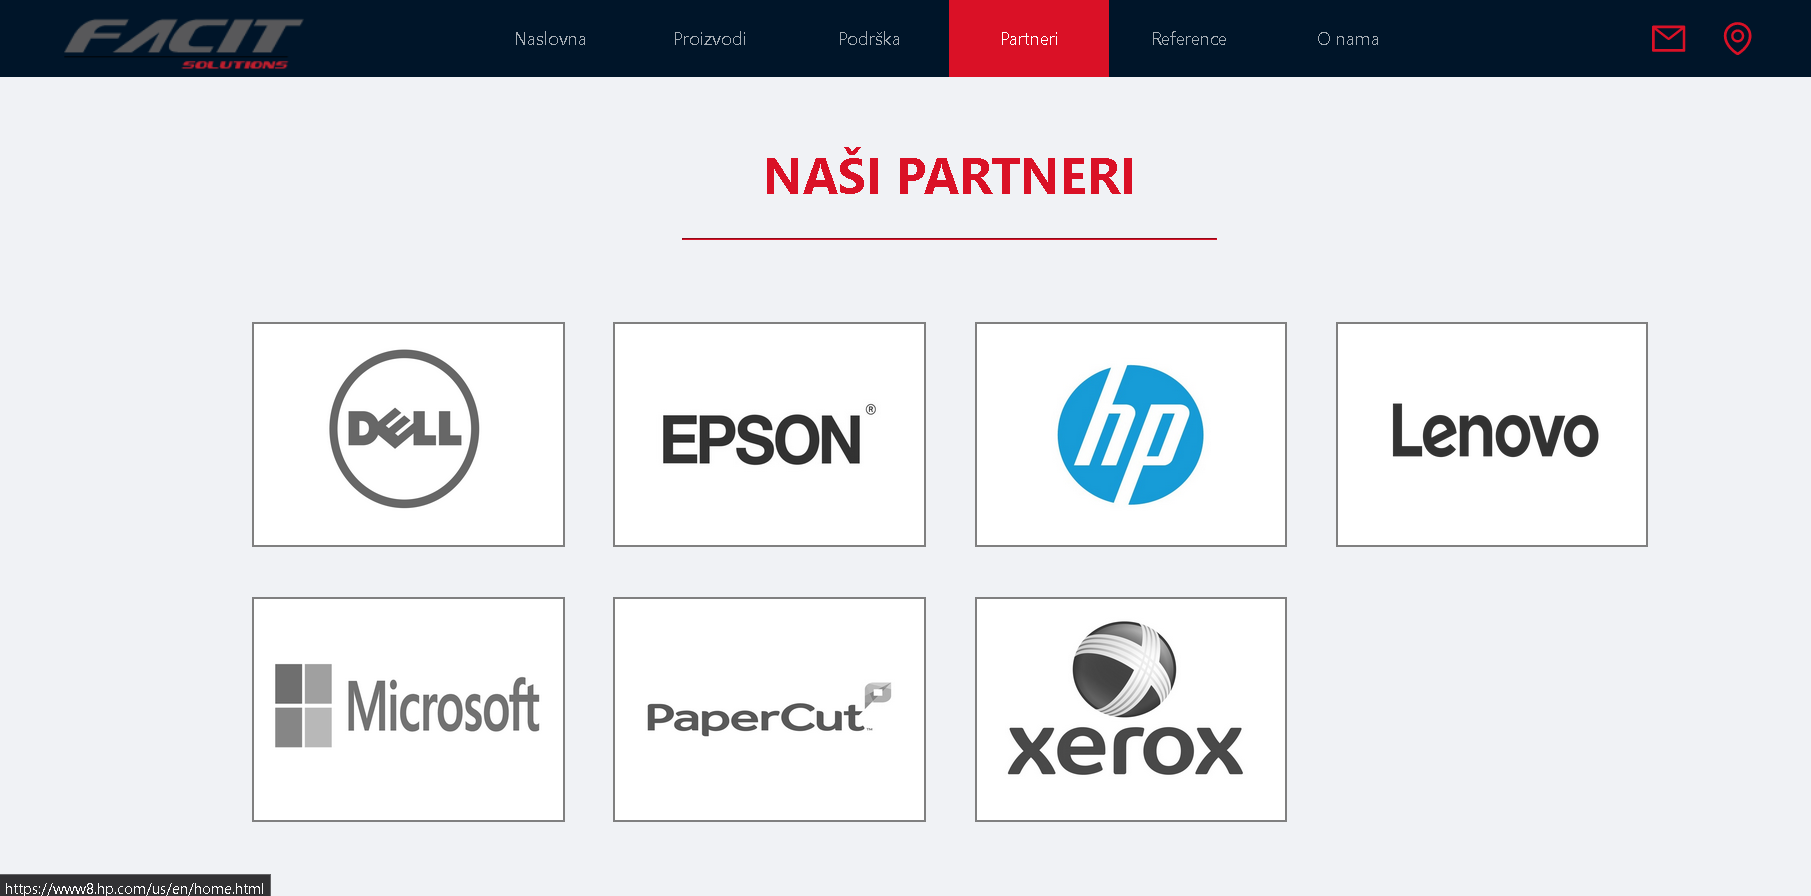 FACIT
SOLUTIONS
Naslovna Proizvodi Podrška Partneri Reference O nama
NAŠI PARTNERI
DELL EPSON® hp Lenovo
Microsoft PaperCut™ xerox
https://www8.hp.com/us/en/home.html